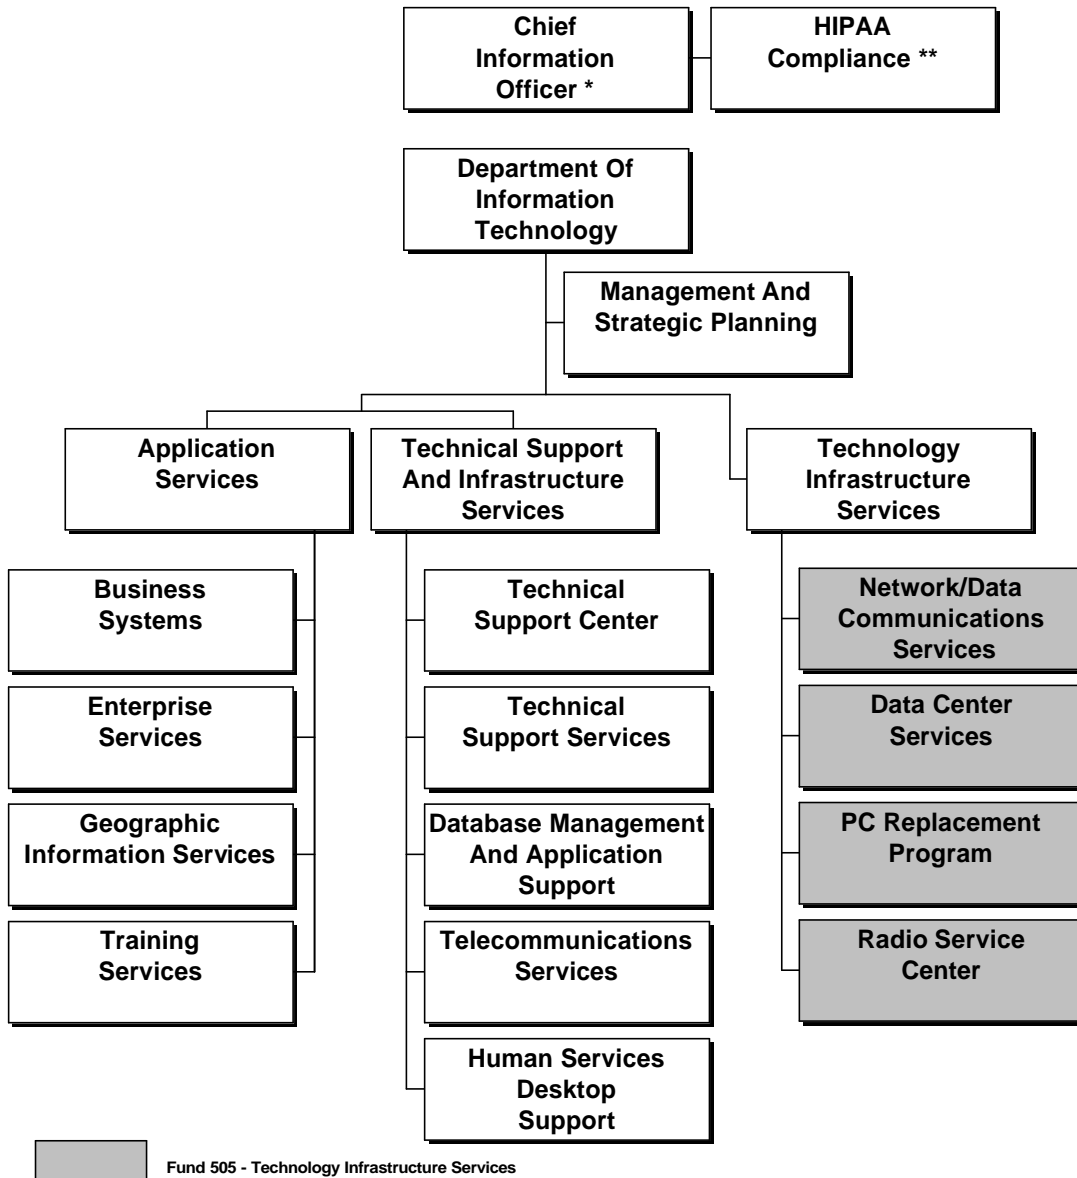 Chief
Information
Officer *
HIPAA
Compliance **
Department Of
Information
Technology
Management And
Strategic Planning
Application
Services
Technical Support
And Infrastructure
Services
Technology
Infrastructure
Services
Business
Systems
Enterprise
Services
Geographic
Information Services
Training
Services
Technical
Support Center
Technical
Support Services
Database Management
And Application
Support
Telecommunications
Services
Human Services
Desktop
Support
Network/Data
Communications
Services
Data Center
Services
PC Replacement
Program
Radio Service
Center
Fund 505 - Technology Infrastructure Services